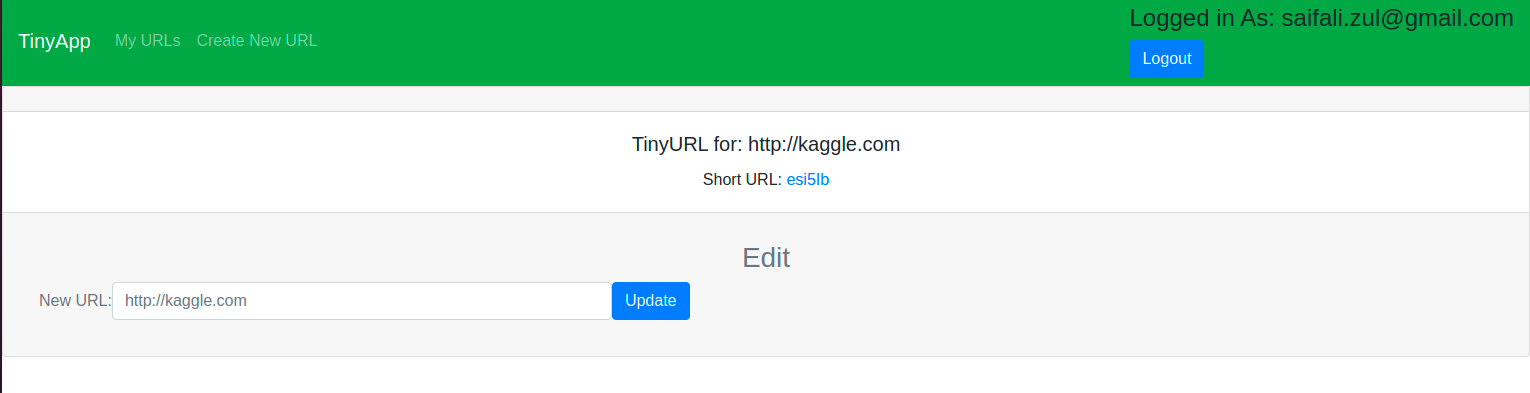 TinyApp My URLs Create New URL
Logged in As: saifali.zul@gmail.com
Logout
TinyURL for: http://kaggle.com
Short URL: esi5Ib
Edit
New URL: http://kaggle.com Update